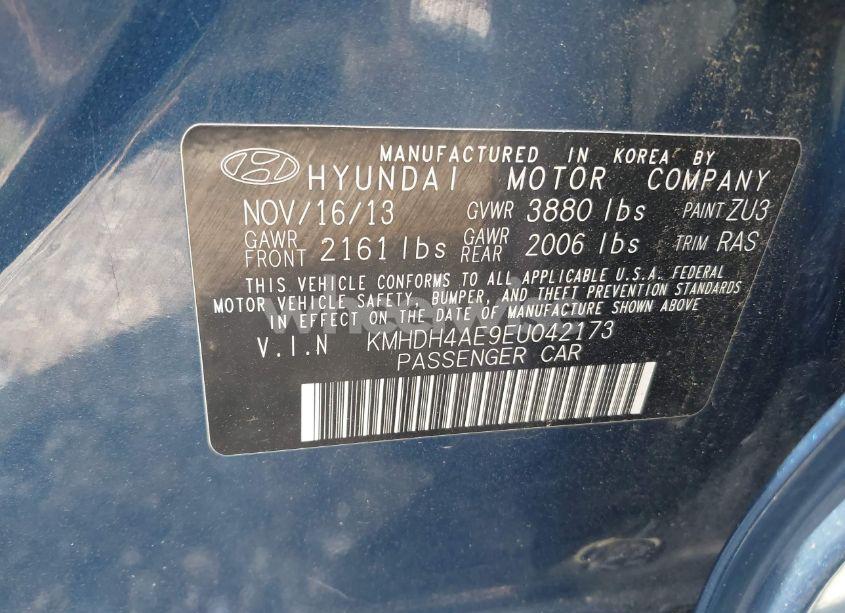 MANUFACTURED IN KOREA BY
HYUNDAI MOTOR COMPANY
NOV/16/13 GVWR 3880 lbs PAINT ZU3
GAWR FRONT 2161 lbs GAWR REAR 2006 lbs TRIM RAS
THIS VEHICLE CONFORMS TO ALL APPLICABLE U.S.A. FEDERAL
MOTOR VEHICLE SAFETY, BUMPER, AND THEFT PREVENTION STANDARDS
IN EFFECT ON THE DATE OF MANUFACTURE SHOWN ABOVE
V.I.N KMHDH4AE9EU042173
PASSENGER CAR